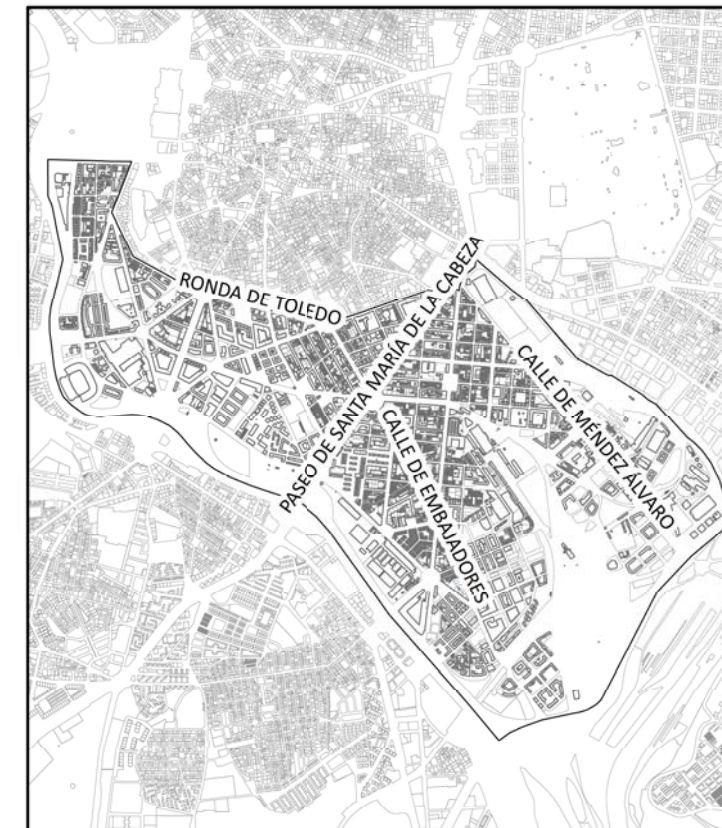 RONDA DE TOLEDO
PASEO DE SANTA MARÍA DE LA CABEZA
CALLE DE MÉNDEZ ÁLVARO
CALLE DE EMBAJADORES